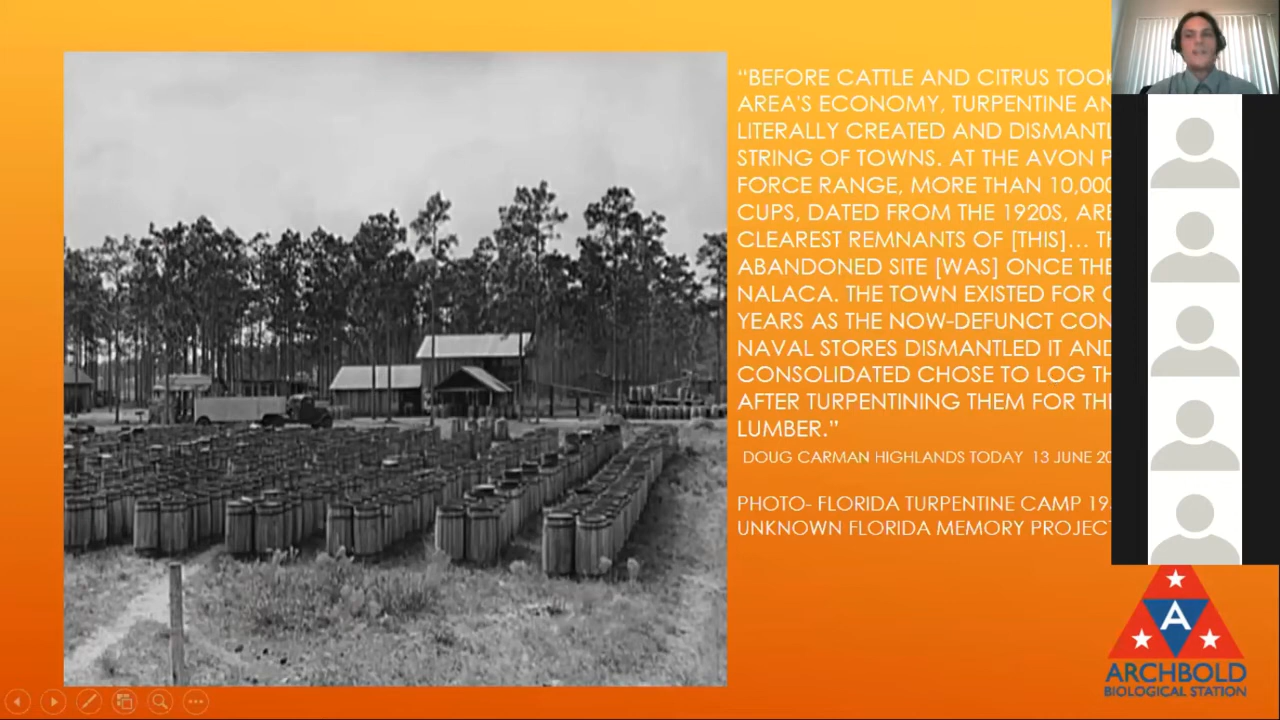 “BEFORE CATTLE AND CITRUS TOOK
AREA'S ECONOMY, TURPENTINE AN
LITERALLY CREATED AND DISMANTL
STRING OF TOWNS. AT THE AVON P
FORCE RANGE, MORE THAN 10,000
CUPS, DATED FROM THE 1920S, ARE
CLEAREST REMNANTS OF [THIS]... TH
ABANDONED SITE [WAS] ONCE THE
NALACA. THE TOWN EXISTED FOR
YEARS AS THE NOW-DEFUNCT CON
NAVAL STORES DISMANTLED IT AND
CONSOLIDATED CHOSE TO LOG TH
AFTER TURPENTINING THEM FOR THE
LUMBER.”
DOUG CARMAN HIGHLANDS TODAY 13 JUNE 20
PHOTO- FLORIDA TURPENTINE CAMP 19
UNKNOWN FLORIDA MEMORY PROJECT
A
ARCHBOLD
BIOLOGICAL STATION